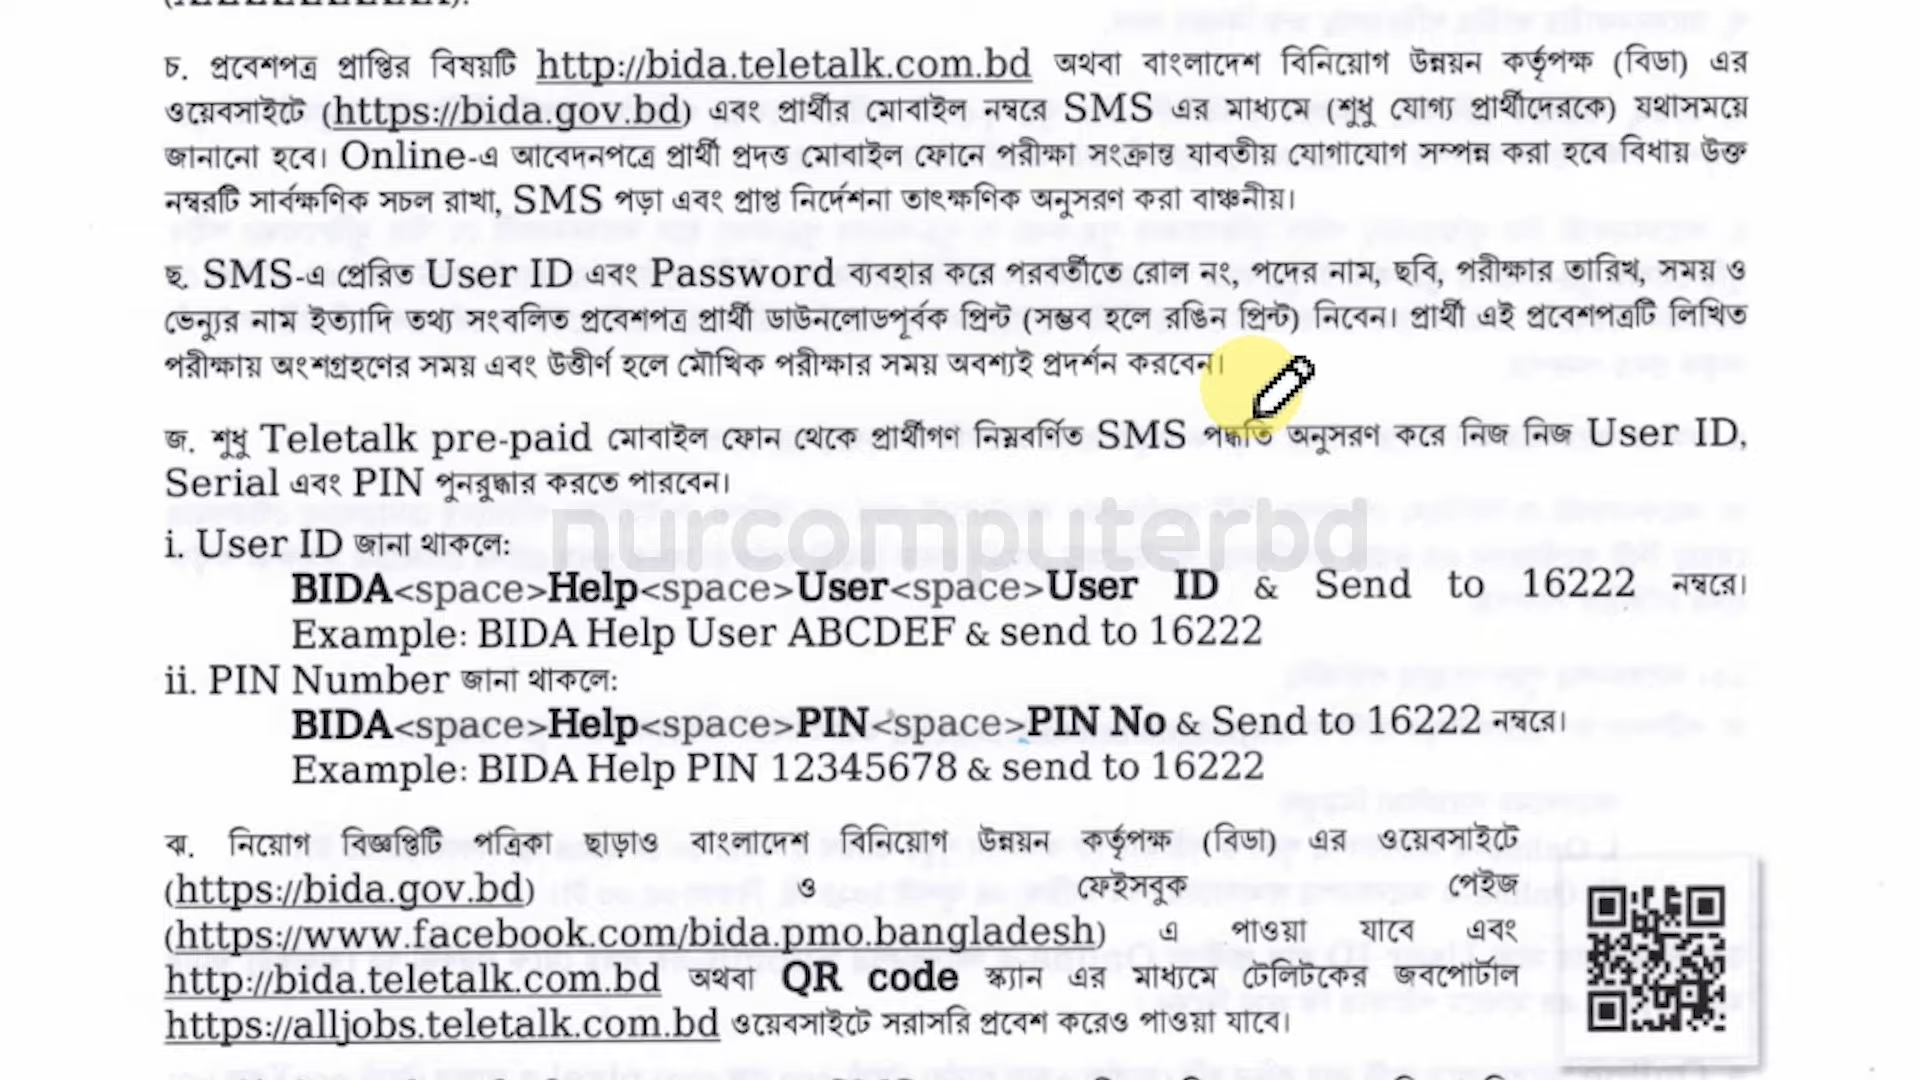 চ. প্রবেশপত্র প্রাপ্তির বিষয়টি http://bida.teletalk.com.bd অথবা বাংলাদেশ বিনিয়োগ উন্নয়ন কর্তৃপক্ষ (বিডা) এর
ওয়েবসাইটে (https://bida.gov.bd) এবং প্রার্থীর মোবাইল নম্বরে SMS এর মাধ্যমে (শুধু যোগ্য প্রার্থীদেরকে) যথাসময়ে
জানানো হবে। Online-এ আবেদনপত্রে প্রার্থী প্রদত্ত মোবাইল ফোনে পরীক্ষা সংক্রান্ত যাবতীয় যোগাযোগ সম্পন্ন করা হবে বিধায় উক্ত
নম্বরটি সার্বক্ষণিক সচল রাখা, SMS পড়া এবং প্রাপ্ত নির্দেশনা তাৎক্ষণিক অনুসরণ করা বাঞ্চনীয়।
ছ. SMS-এ প্রেরিত User ID এবং Password ব্যবহার করে পরবর্তীতে রোল নং, পদের নাম, ছবি, পরীক্ষার তারিখ, সময় ও
ভেন্যুর নাম ইত্যাদি তথ্য সংবলিত প্রবেশপত্র প্রার্থী ডাউনলোডপূর্বক প্রিন্ট (সম্ভব হলে রঙিন প্রিন্ট) নিবেন। প্রার্থী এই প্রবেশপত্রটি লিখিত
পরীক্ষায় অংশগ্রহণের সময় এবং উত্তীর্ণ হলে মৌখিক পরীক্ষার সময় অবশ্যই প্রদর্শন করবেন।
জ. শুধু Teletalk pre-paid মোবাইল ফোন থেকে প্রার্থীগণ নিম্নবর্ণিত SMS পদ্ধতি অনুসরণ করে নিজ নিজ User ID,
Serial এবং PIN পুনরুদ্ধার করতে পারবেন।
nurcomputerbd
i. User ID জানা থাকলে:
BIDA<space>Help<space>User<space>User ID & Send to 16222 নম্বরে।
Example: BIDA Help User ABCDEF & send to 16222
ii. PIN Number জানা থাকলে:
BIDA<space>Help<space>PIN<space>PIN No & Send to 16222 নম্বরে।
Example: BIDA Help PIN 12345678 & send to 16222
ঝ. নিয়োগ বিজ্ঞপ্তিটি পত্রিকা ছাড়াও বাংলাদেশ বিনিয়োগ উন্নয়ন কর্তৃপক্ষ (বিডা) এর ওয়েবসাইটে
(https://bida.gov.bd) ও ফেইসবুক পেইজ
(https://www.facebook.com/bida.pmo.bangladesh) এ পাওয়া যাবে এবং
http://bida.teletalk.com.bd অথবা QR code স্ক্যান এর মাধ্যমে টেলিটকের জবপোর্টাল
https://alljobs.teletalk.com.bd ওয়েবসাইটে সরাসরি প্রবেশ করেও পাওয়া যাবে।